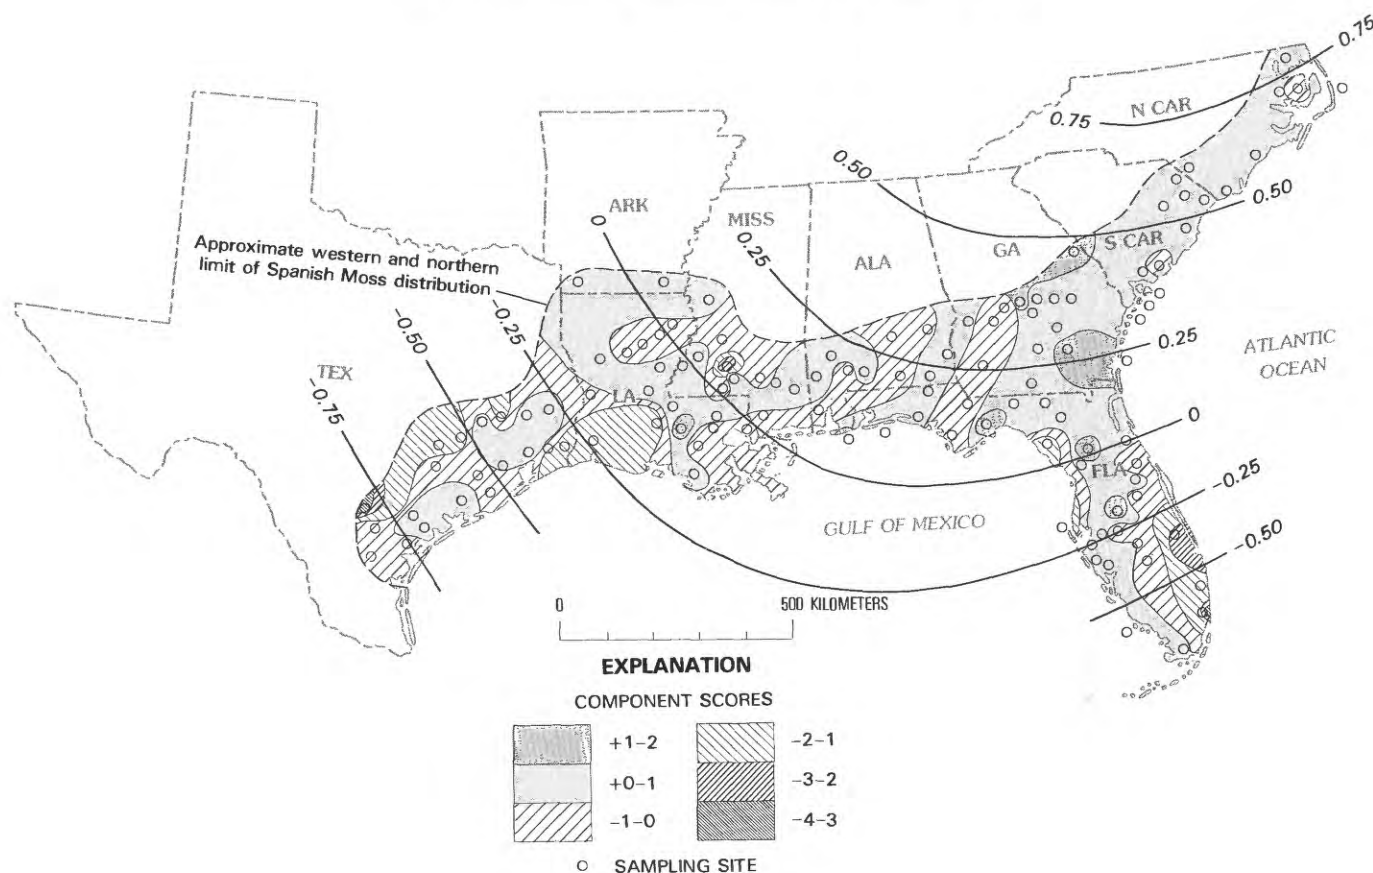 0.75
N CAR
0.75
0.50
0.50
ARK
MISS
0
0.25
S CAR
GA
ALA
Approximate western and northern
limit of Spanish Moss distribution
-0.25
-0.50
0.25
ATLANTIC
OCEAN
TEX
-0.75
LA
0
FLA
-0.25
GULF OF MEXICO
-0.50
0
500 KILOMETERS
EXPLANATION
COMPONENT SCORES
+1-2
-2-1
+0-1
-3-2
-1-0
-4-3
SAMPLING SITE